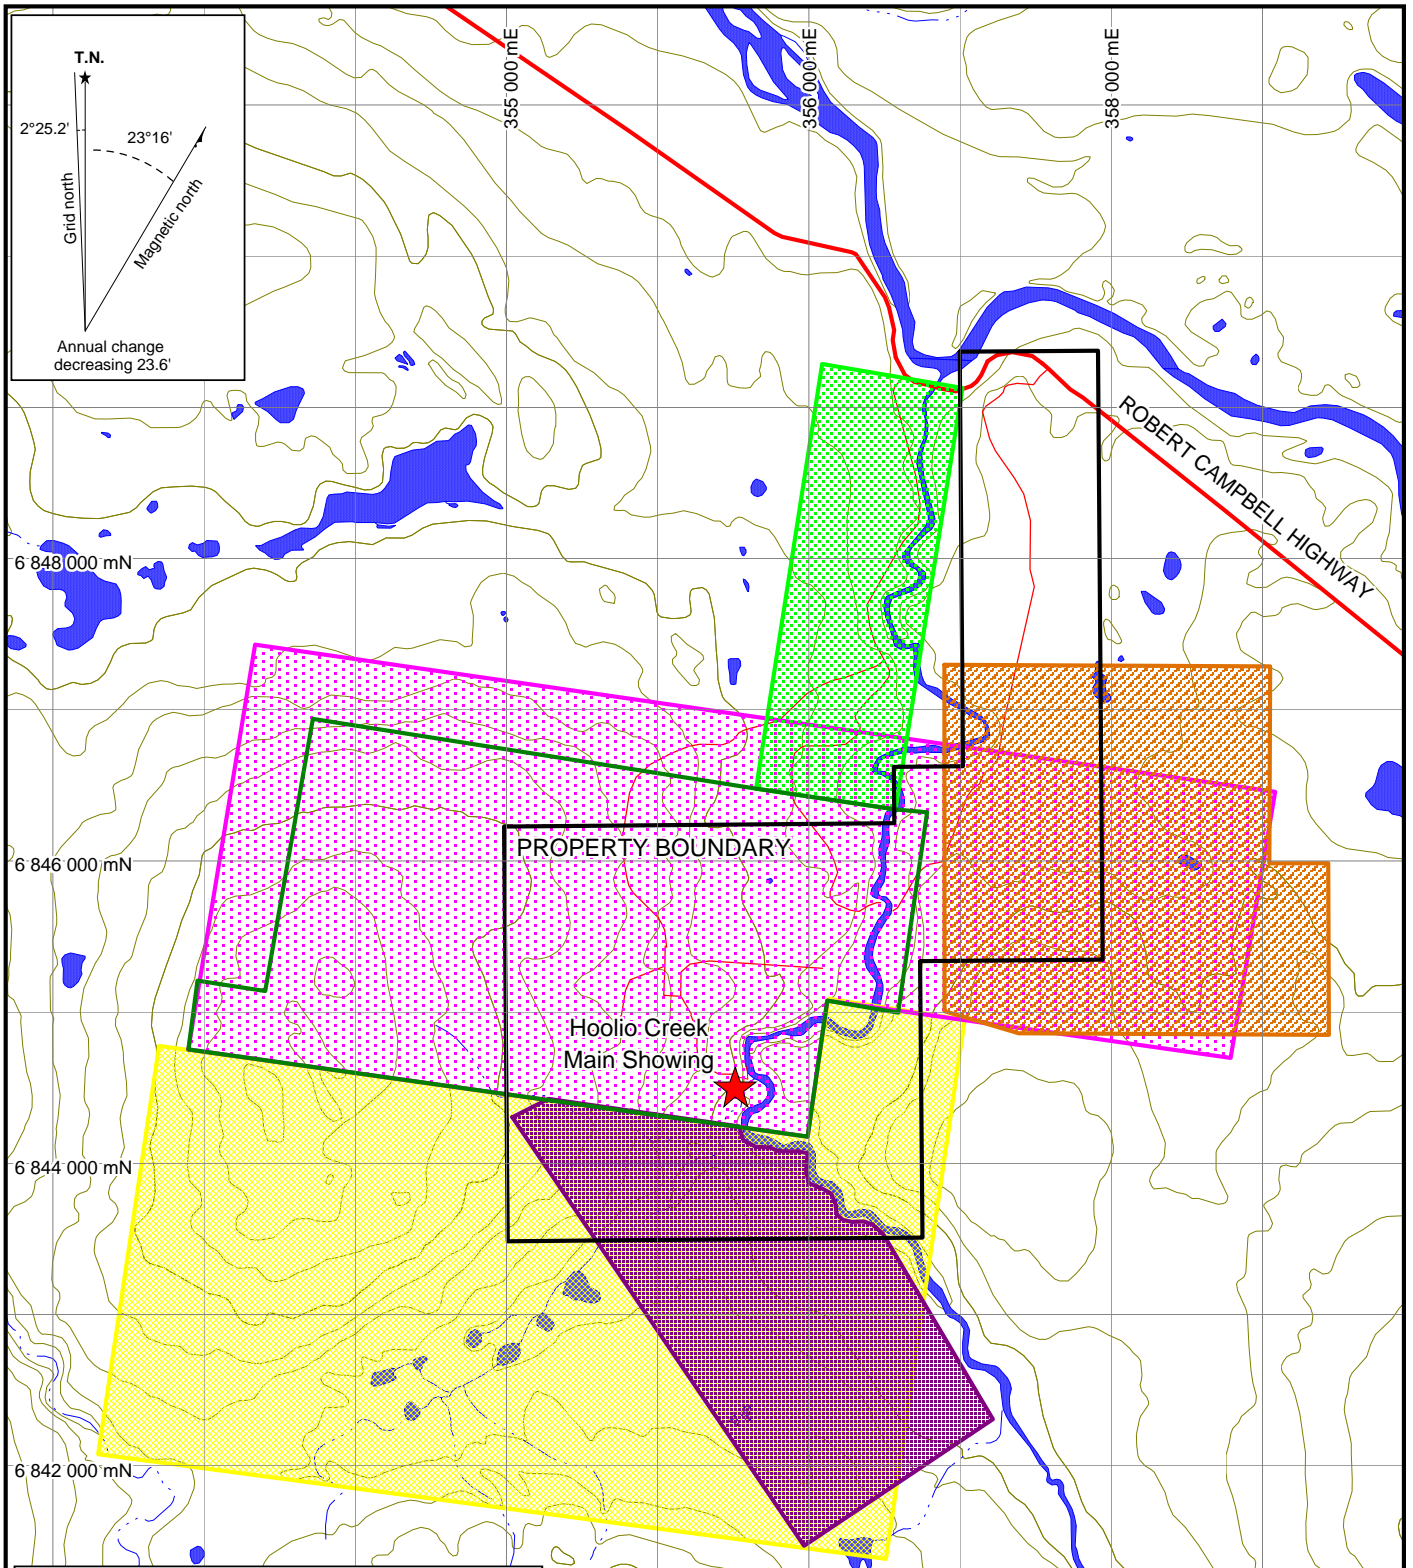 T.N.
2°25.2'
23°16'
Grid north
Magnetic north
Annual change
decreasing 23.6'
355 000 mE
356 000 mE
358 000 mE
ROBERT CAMPBELL HIGHWAY
6 848 000 mN
PROPERTY BOUNDARY
6 846 000 mN
Hoolio Creek
Main Showing
6 844 000 mN
6 842 000 mN